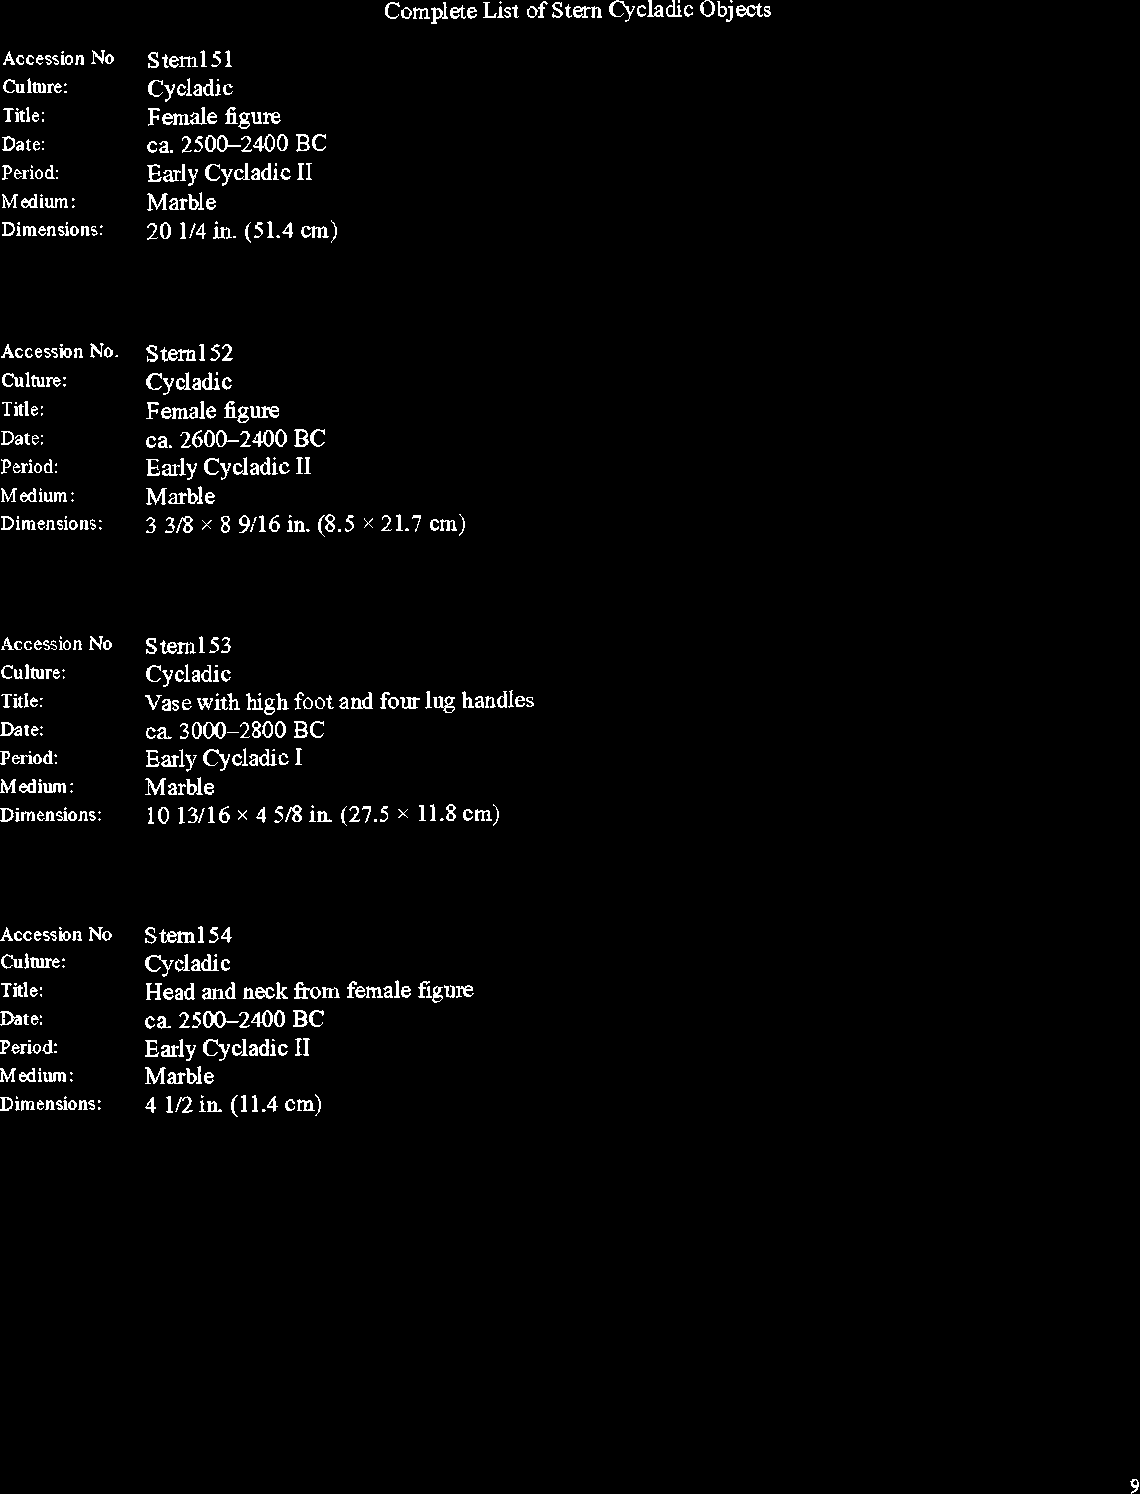 Complete List of Stern Cycladic Objects
Accession No Stern151
Culture: Cycladic
Title: Female figure
Date: ca. 2500–2400 BC
Period: Early Cycladic II
Medium: Marble
Dimensions: 20 1/4 in. (51.4 cm)
Accession No. Stern152
Culture: Cycladic
Title: Female figure
Date: ca. 2600–2400 BC
Period: Early Cycladic II
Medium: Marble
Dimensions: 3 3/8 × 8 9/16 in. (8.5 × 21.7 cm)
Accession No Stern153
Culture: Cycladic
Title: Vase with high foot and four lug handles
Date: ca. 3000–2800 BC
Period: Early Cycladic I
Medium: Marble
Dimensions: 10 13/16 × 4 5/8 in. (27.5 × 11.8 cm)
Accession No Stern154
Culture: Cycladic
Title: Head and neck from female figure
Date: ca. 2500–2400 BC
Period: Early Cycladic II
Medium: Marble
Dimensions: 4 1/2 in. (11.4 cm)
9